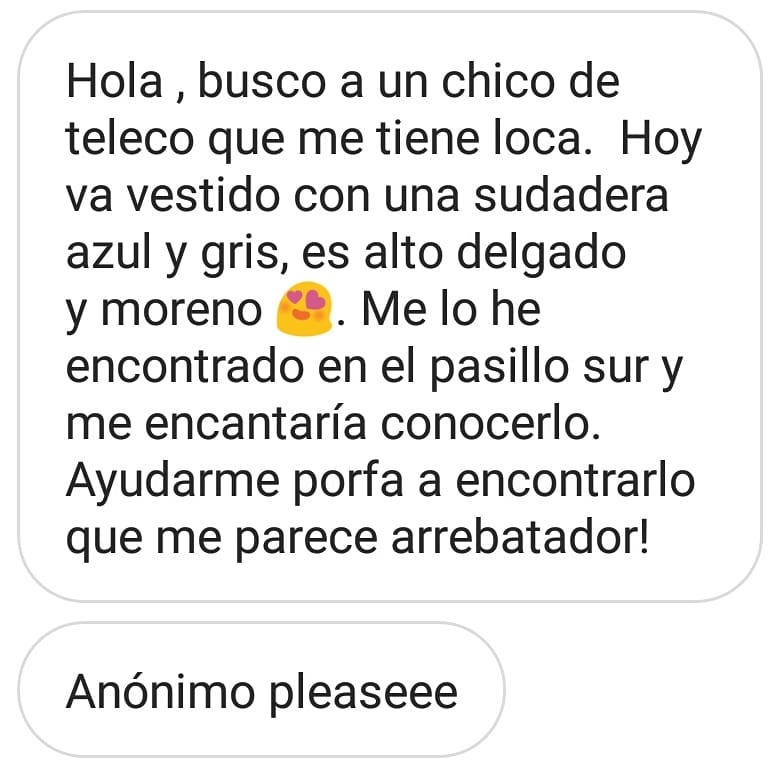 Hola , busco a un chico de
teleco que me tiene loca.  Hoy
va vestido con una sudadera
azul y gris, es alto delgado
y moreno 😍. Me lo he
encontrado en el pasillo sur y
me encantaría conocerlo.
Ayudarme porfa a encontrarlo
que me parece arrebatador!
Anónimo pleaseee